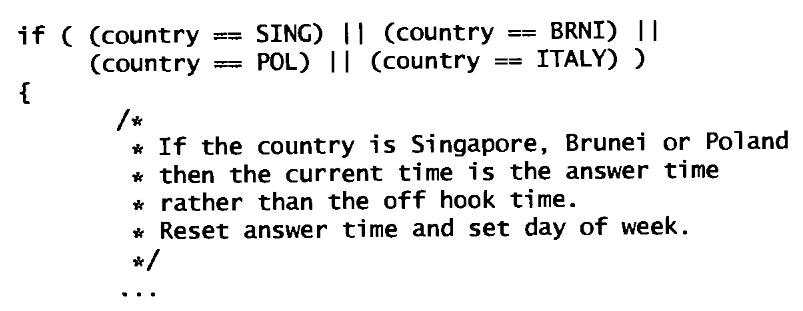 if ( (country == SING) || (country == BRNI) ||
(country == POL) || (country == ITALY) )
{
/*
* If the country is Singapore, Brunei or Poland
* then the current time is the answer time
* rather than the off hook time.
* Reset answer time and set day of week.
*/
...